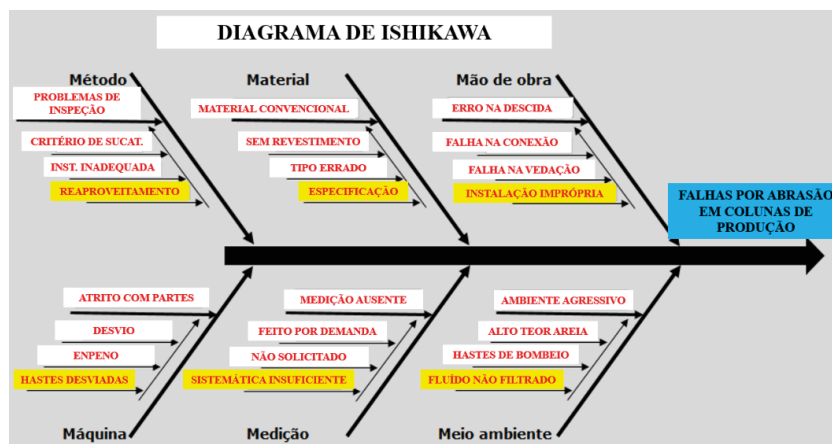 DIAGRAMA DE ISHIKAWA
Método
PROBLEMAS DE
INSPEÇÃO
CRITÉRIO DE SUCAT.
INST. INADEQUADA
REAPROVEITAMENTO
Material
MATERIAL CONVENCIONAL
SEM REVESTIMENTO
TIPO ERRADO
ESPECIFICAÇÃO
Mão de obra
ERRO NA DESCIDA
FALHA NA CONEXÃO
FALHA NA VEDAÇÃO
INSTALAÇÃO IMPRÓPRIA
FALHAS POR ABRASÃO
EM COLUNAS DE
PRODUÇÃO
ATRITO COM PARTES
DESVIO
ENPENO
HASTES DESVIADAS
Máquina
MEDIÇÃO AUSENTE
FEITO POR DEMANDA
NÃO SOLICITADO
SISTEMÁTICA INSUFICIENTE
Medição
AMBIENTE AGRESSIVO
ALTO TEOR AREIA
HASTES DE BOMBEIO
FLUÍDO NÃO FILTRADO
Meio ambiente